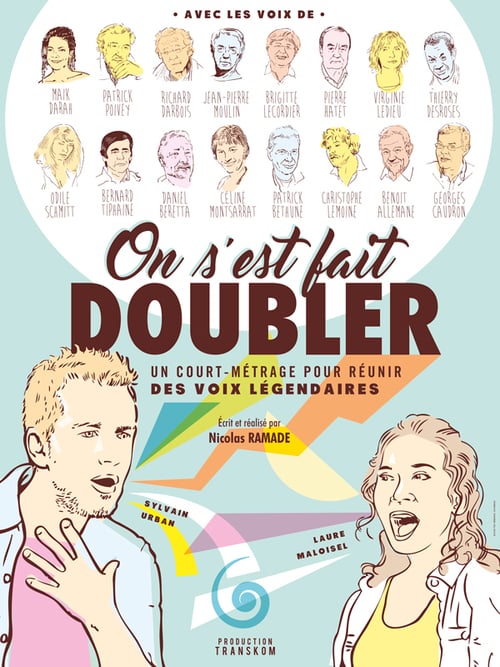 • AVEC LES VOIX DE •
MAIK DARAH
PATRICK POIVEY
RICHARD DARBOIS
JEAN-PIERRE MOULIN
BRIGITTE LECORDIER
PIERRE HATET
VIRGINIE LEDIEU
THIERRY DESROSES
ODILE SCHMITT
BERNARD TIPHAINE
DANIEL BERETTA
CELINE MONTSARRAT
PATRICK BETHUNE
CHRISTOPHE LEMOINE
BENOIT ALLEMANE
GEORGES CAUDRON
On s'est fait
DOUBLER
UN COURT-MÉTRAGE POUR RÉUNIR
DES VOIX LÉGENDAIRES
Écrit et réalisé par
Nicolas RAMADE
SYLVAIN
URBAN
LAURE
MALOISEL
PRODUCTION
TRANSKOM